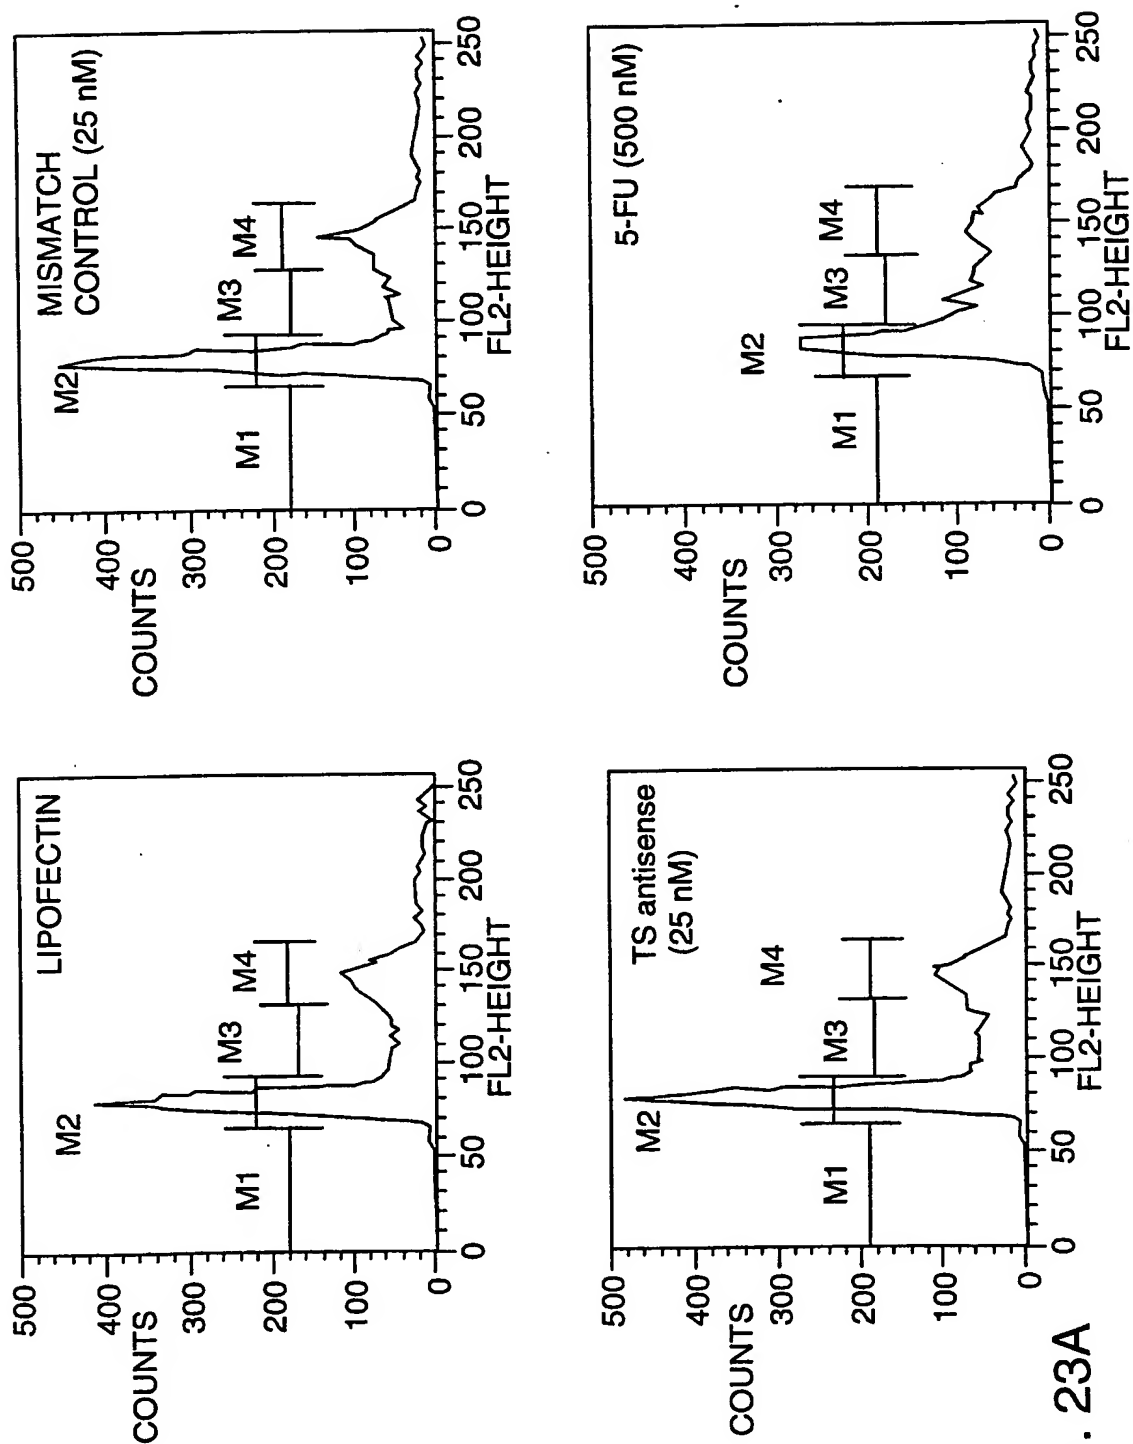 LIPOFECTIN
COUNTS
500
400
300
200
100
0
M1
M2
M3
M4
0 50 100 150 200 250
FL2-HEIGHT
MISMATCH
CONTROL (25 nM)
COUNTS
500
400
300
200
100
0
M1
M2
M3
M4
0 50 100 150 200 250
FL2-HEIGHT
TS antisense
(25 nM)
COUNTS
500
400
300
200
100
0
M1
M2
M3
M4
0 50 100 150 200 250
FL2-HEIGHT
5-FU (500 nM)
COUNTS
500
400
300
200
100
0
M1
M2
M3
M4
0 50 100 150 200 250
FL2-HEIGHT
. 23A